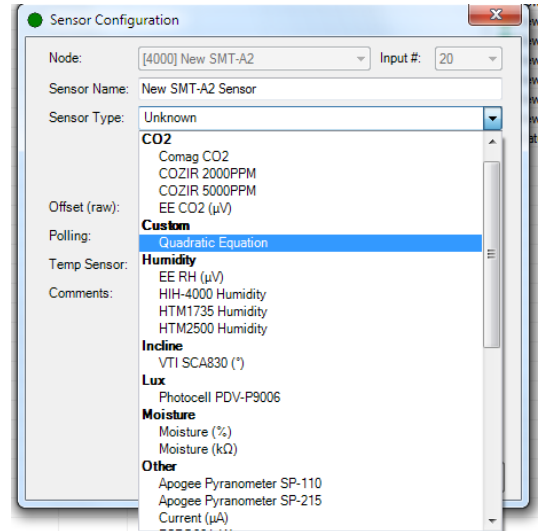 Sensor Configuration
Node: [4000] New SMT-A2 Input #: 20
Sensor Name: New SMT-A2 Sensor
Sensor Type: Unknown
CO2
Comag CO2
COZIR 2000PPM
COZIR 5000PPM
Offset (raw): EE CO2 (µV)
Custom
Polling: Quadratic Equation
Temp Sensor: Humidity
EE RH (µV)
Comments: HIH-4000 Humidity
HTM1735 Humidity
HTM2500 Humidity
Incline
VTI SCA830 (°)
Lux
Photocell PDV-P9006
Moisture
Moisture (%)
Moisture (kΩ)
Other
Apogee Pyranometer SP-110
Apogee Pyranometer SP-215
Current (µA)